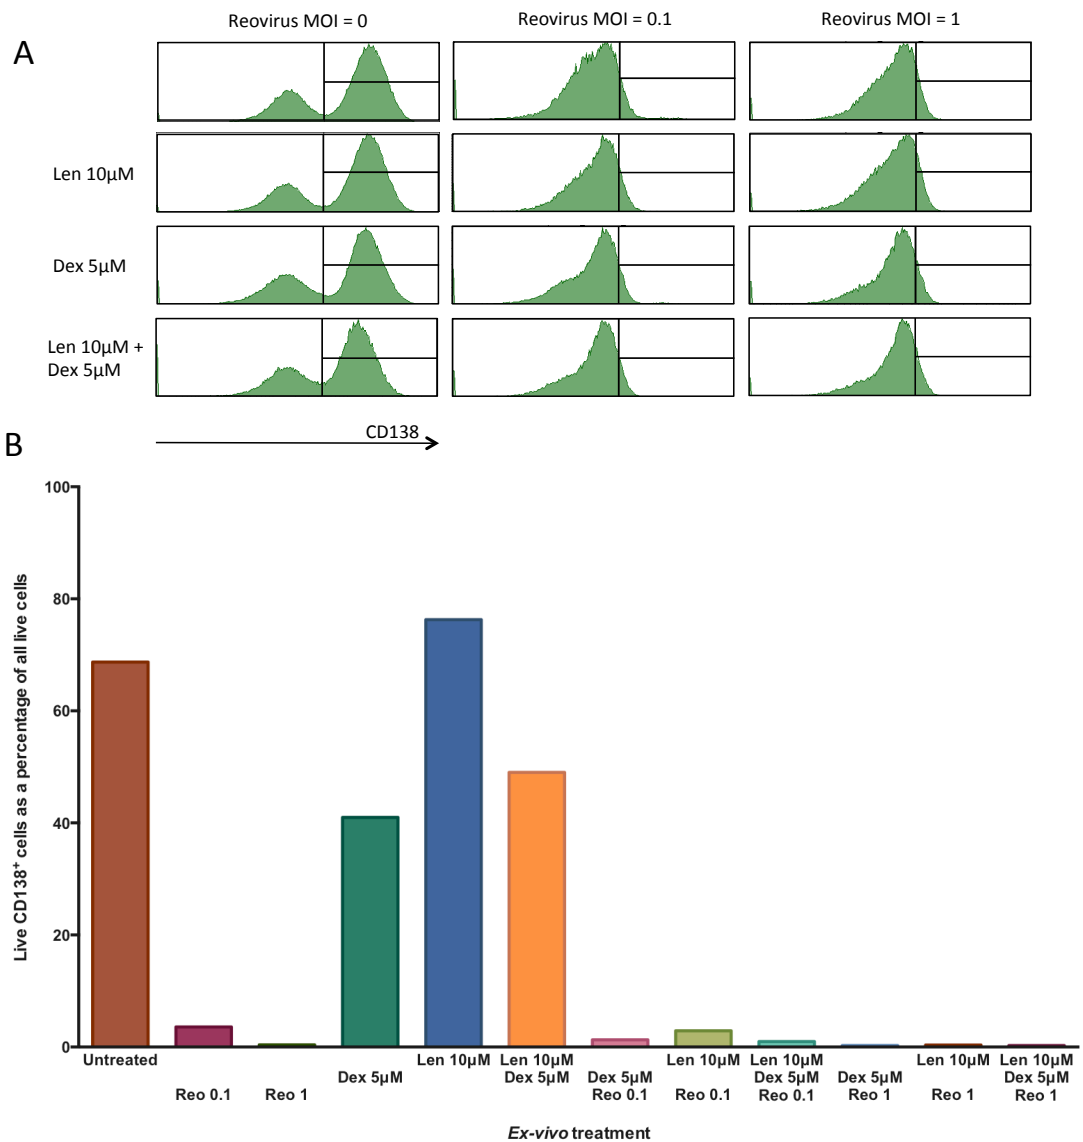 Reovirus MOI = 0
Reovirus MOI = 0.1
Reovirus MOI = 1
A
Len 10μM
Dex 5μM
Len 10μM +
Dex 5μM
CD138
B
Live CD138+ cells as a percentage of all live cells
100
80
60
40
20
0
Untreated
Reo 0.1
Reo 1
Dex 5μM
Len 10μM
Len 10μM
Dex 5μM
Dex 5μM
Reo 0.1
Len 10μM
Reo 0.1
Len 10μM
Dex 5μM
Reo 0.1
Dex 5μM
Reo 1
Len 10μM
Reo 1
Len 10μM
Dex 5μM
Reo 1
Ex-vivo treatment